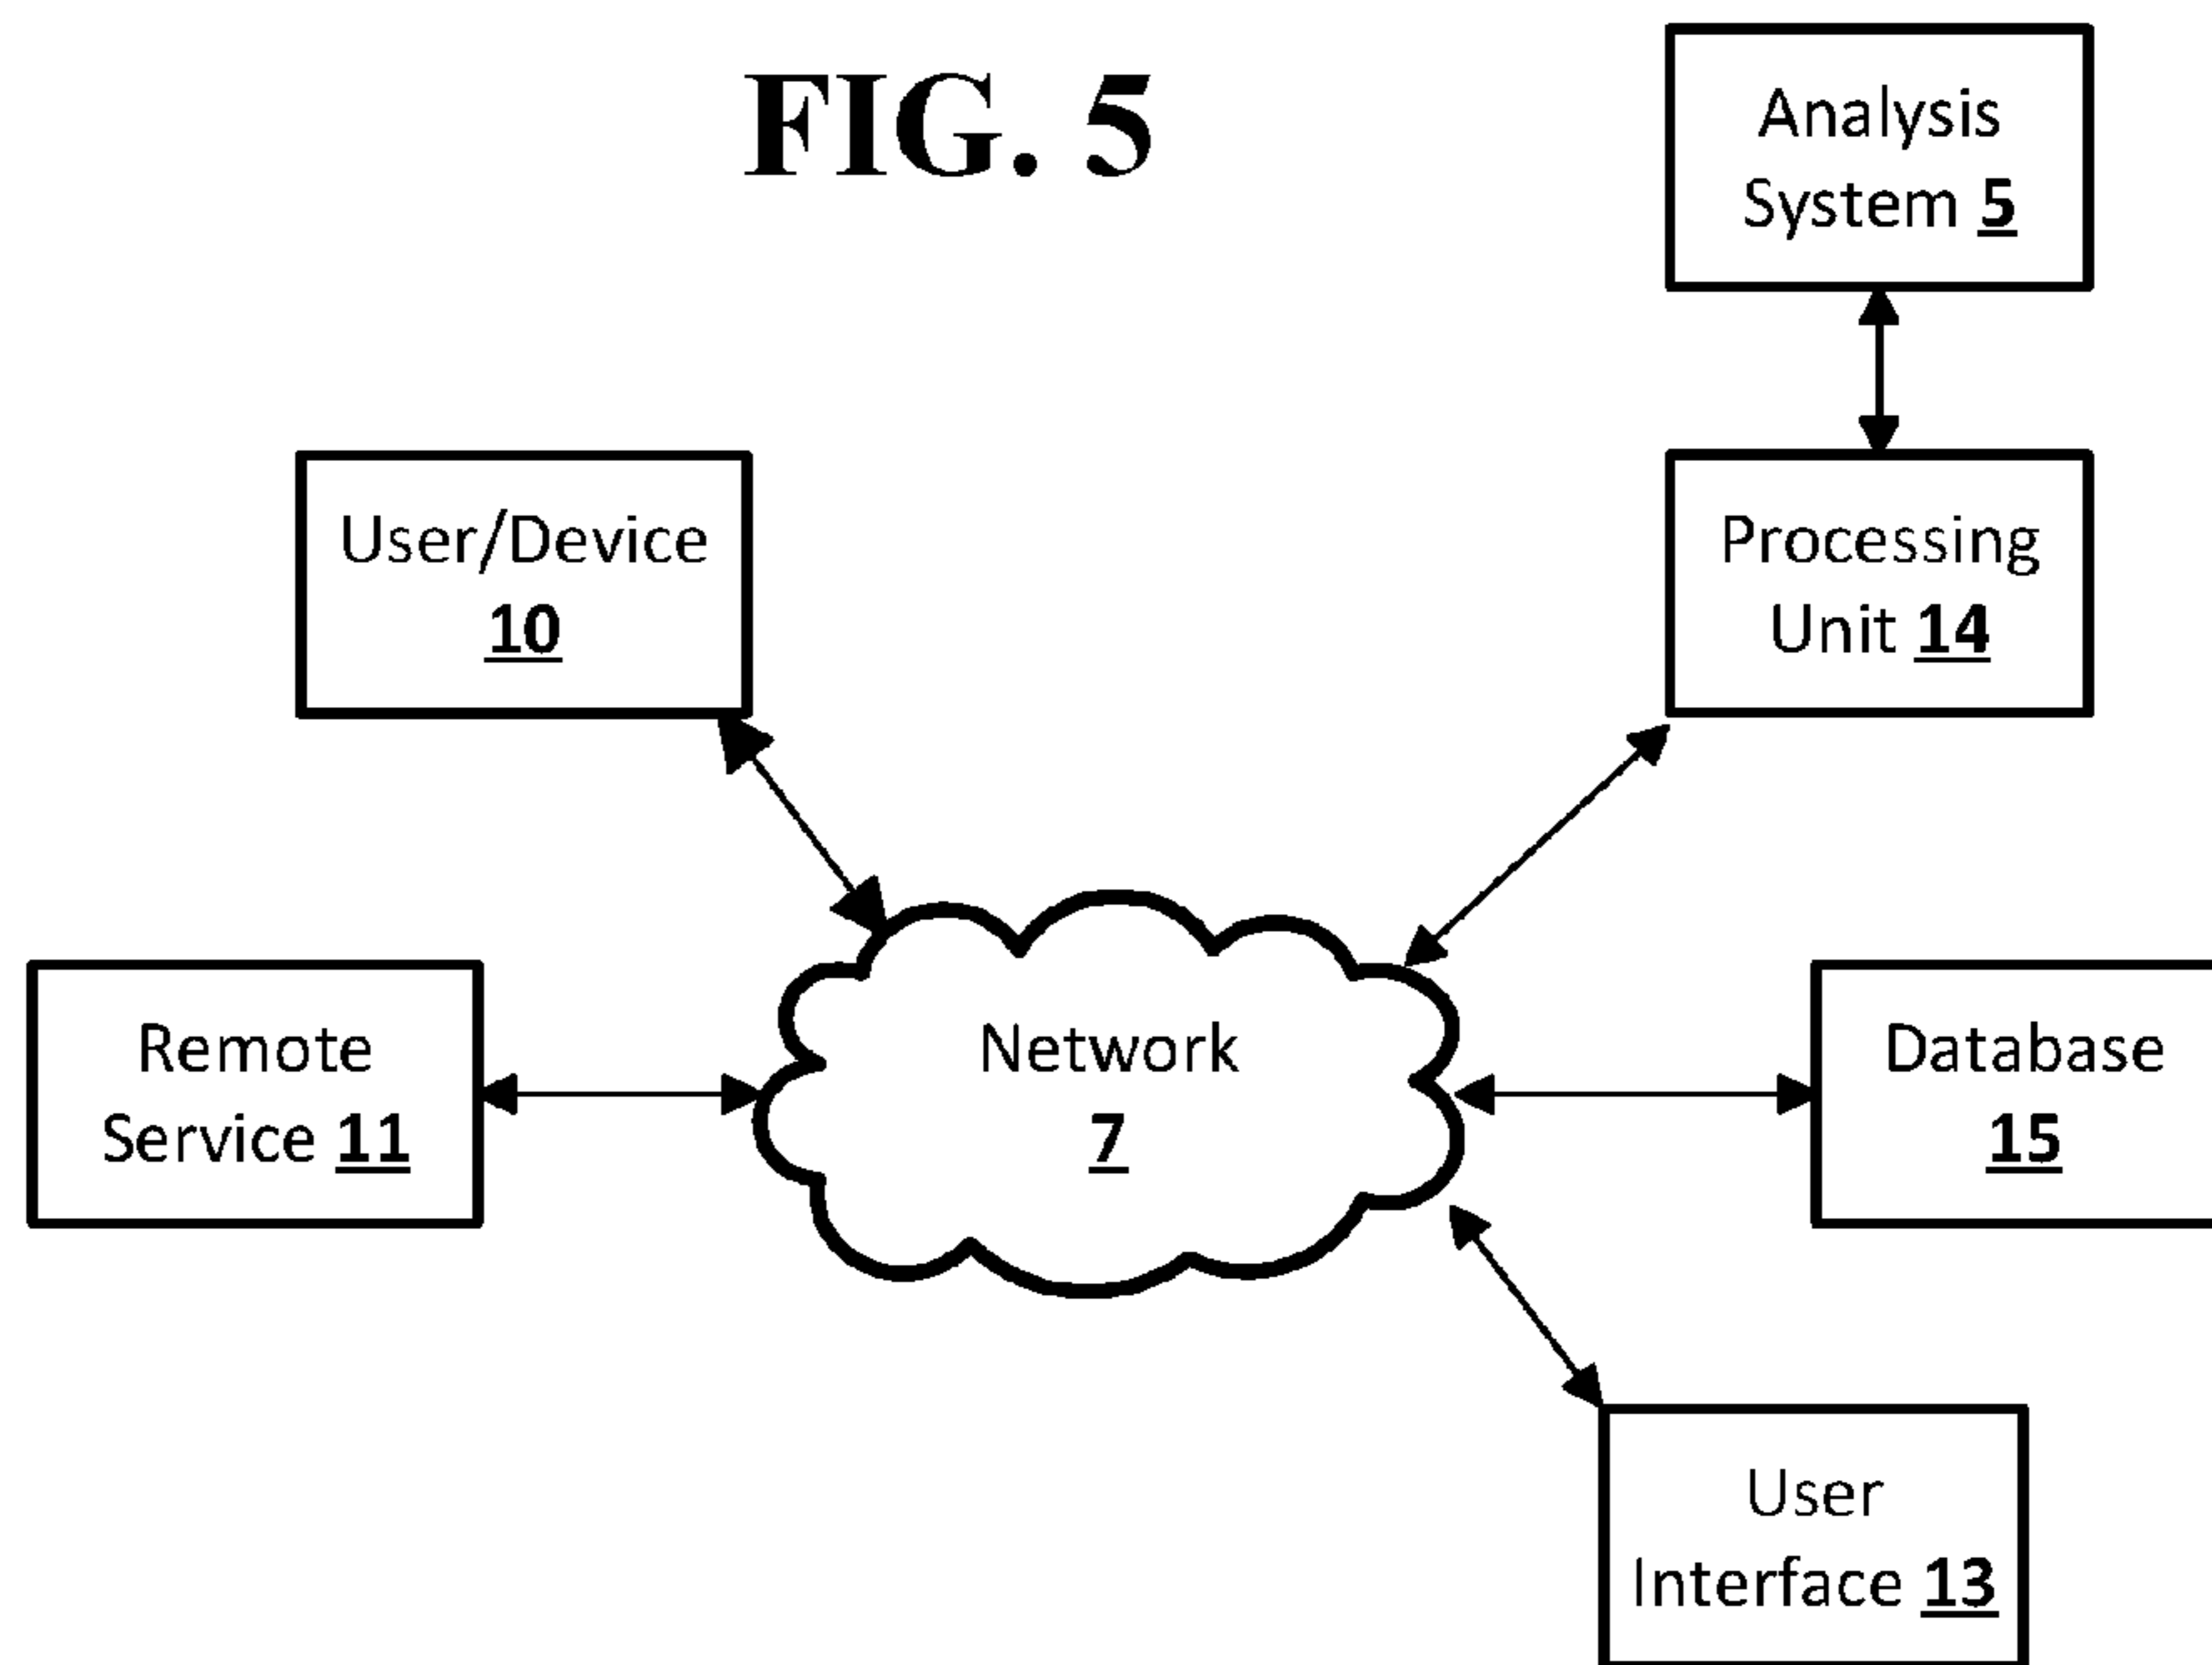 FIG. 5
Analysis
System 5
User/Device
10
Processing
Unit 14
Remote
Service 11
Network
7
Database
15
User
Interface 13